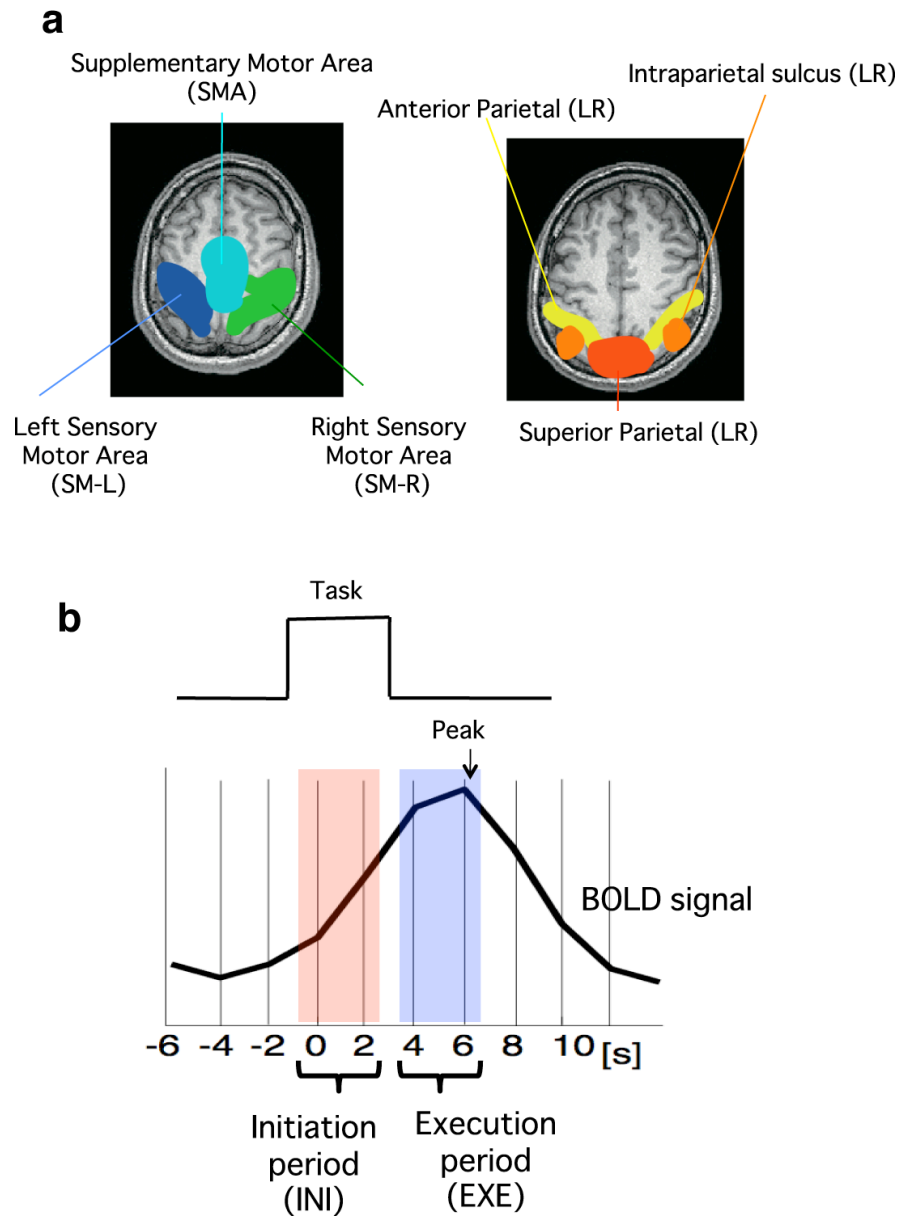 a
Supplementary Motor Area
(SMA)
Intraparietal sulcus (LR)
Anterior Parietal (LR)
Left Sensory
Motor Area
(SM-L)
Right Sensory
Motor Area
(SM-R)
Superior Parietal (LR)
b
Task
Peak
BOLD signal
-6 -4 -2 0 2 4 6 8 10 [s]
Initiation
period
(INI)
Execution
period
(EXE)